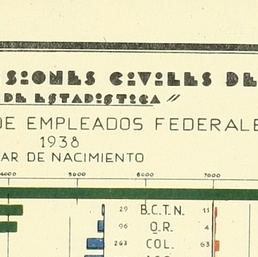 SIONES CIVILES DE
DE ESTADISTICA //
DE EMPLEADOS FEDERALE
1938
AR DE NACIMIENTO
4000 5000 6000 7000
29 B.C.T.N. 11
96 Q.R. 4
263 COL. 63